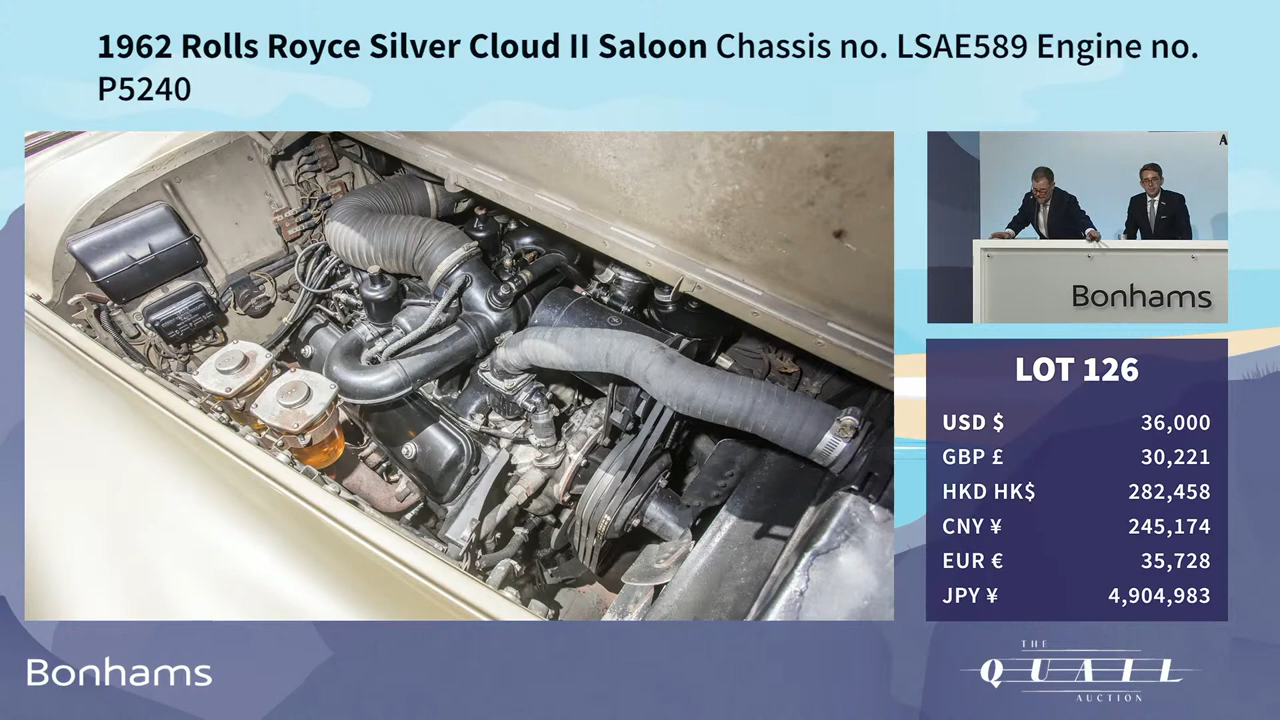 1962 Rolls Royce Silver Cloud II Saloon Chassis no. LSAE589 Engine no.
P5240
A
Bonhams
LOT 126
USD $ 36,000
GBP £ 30,221
HKD HK$ 282,458
CNY ¥ 245,174
EUR € 35,728
JPY ¥ 4,904,983
Bonhams
THE
QUAIL
AUCTION